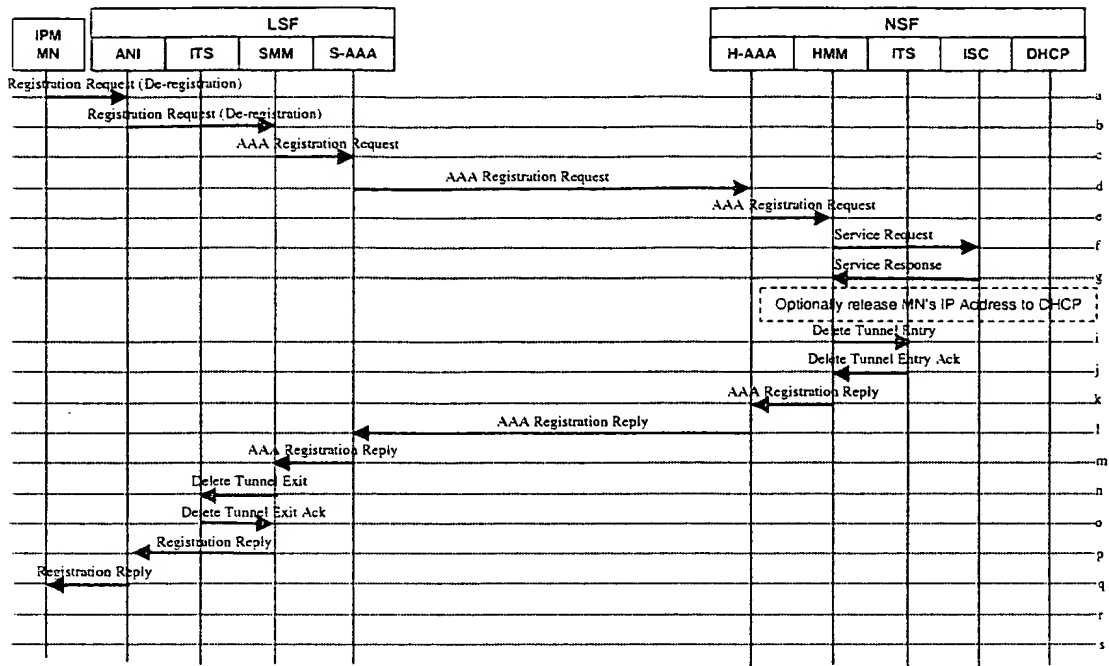 IPM
MN
LSF
ANI ITS SMM S-AAA
NSF
H-AAA HMM ITS ISC DHCP
Registration Request (De-registration)
a
Registration Request (De-registration)
b
AAA Registration Request
c
AAA Registration Request
d
AAA Registration Request
e
Service Request
f
Service Response
g
Optionally release MN's IP Address to DHCP
Delete Tunnel Entry
i
Delete Tunnel Entry Ack
j
AAA Registration Reply
k
AAA Registration Reply
l
AAA Registration Reply
m
Delete Tunnel Exit
n
Delete Tunnel Exit Ack
o
Registration Reply
p
Registration Reply
q
r
s